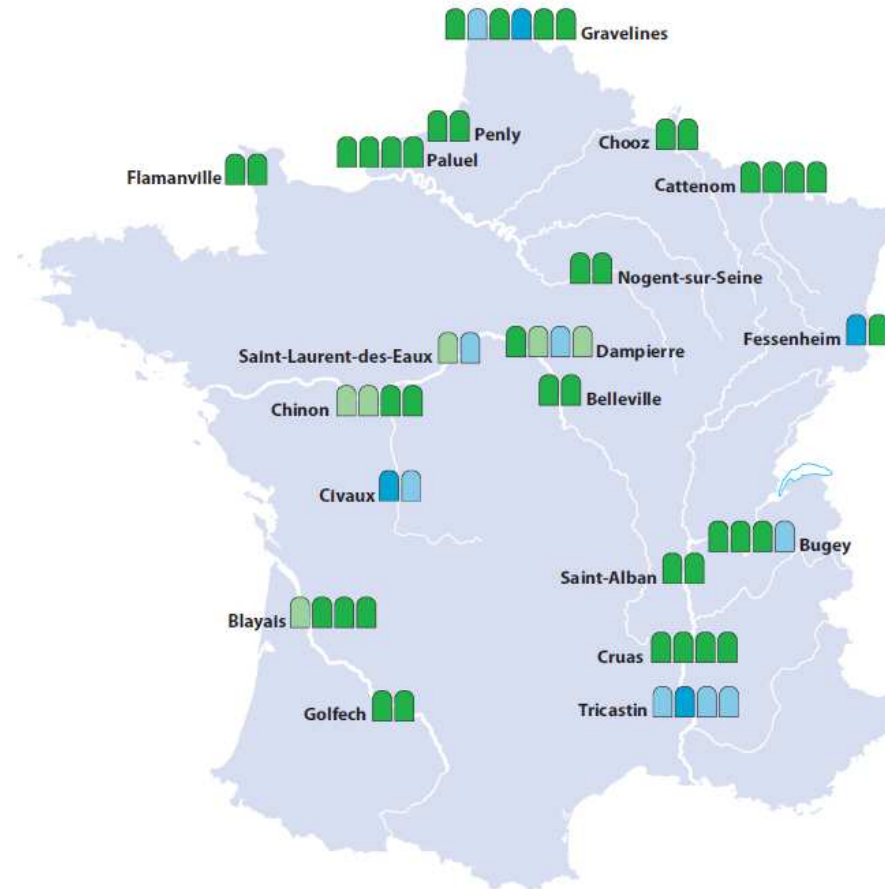 Gravelines
Penly
Chooz
Paluel
Flamanville
Cattenom
Nogent-sur-Seine
Fessenheim
Saint-Laurent-des-Eaux
Dampierre
Belleville
Chinon
Civaux
Bugey
Saint-Alban
Blayais
Cruas
Golfech
Tricastin